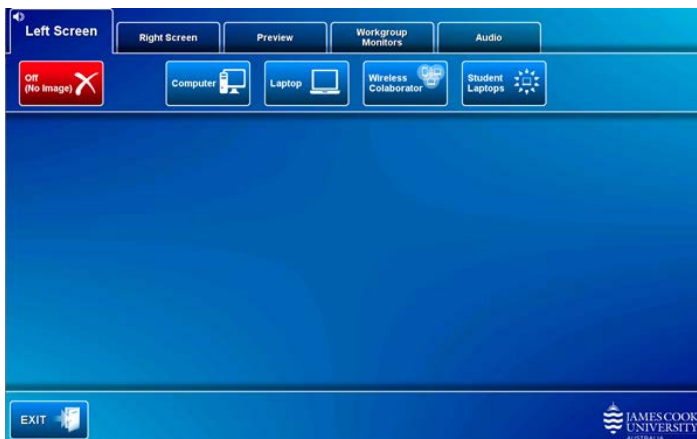 Left Screen
Right Screen
Preview
Workgroup
Monitors
Audio
Off
(No Image)
Computer
Laptop
Wireless
Colaborator
Student
Laptops
EXIT
JAMES COOK
UNIVERSITY
AUSTRALIA